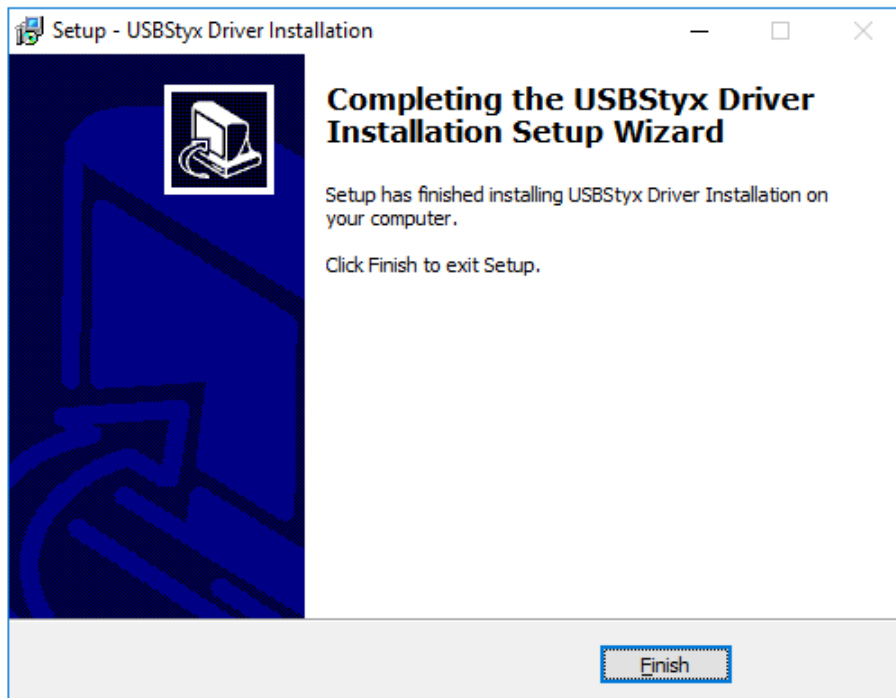 Setup - USBStyx Driver Installation
Completing the USBStyx Driver
Installation Setup Wizard
Setup has finished installing USBStyx Driver Installation on
your computer.
Click Finish to exit Setup.
Finish